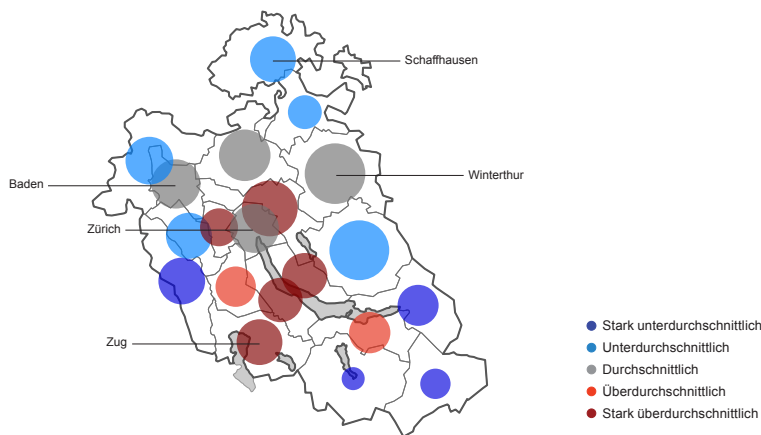 Schaffhausen
Winterthur
Baden
Zürich
Zug
Stark unterdurchschnittlich
Unterdurchschnittlich
Durchschnittlich
Überdurchschnittlich
Stark überdurchschnittlich